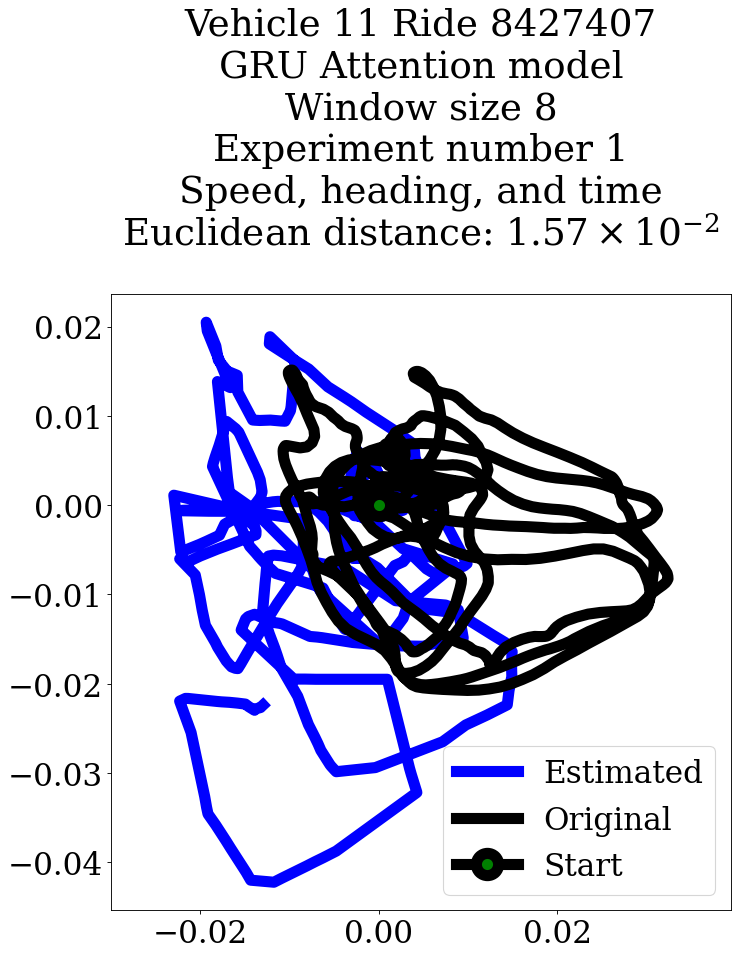 Vehicle 11 Ride 8427407
GRU Attention model
Window size 8
Experiment number 1
Speed, heading, and time
Euclidean distance: 1.57 × 10⁻²
0.02
0.01
0.00
−0.01
−0.02
−0.03
−0.04
Estimated
Original
Start
−0.02 0.00 0.02